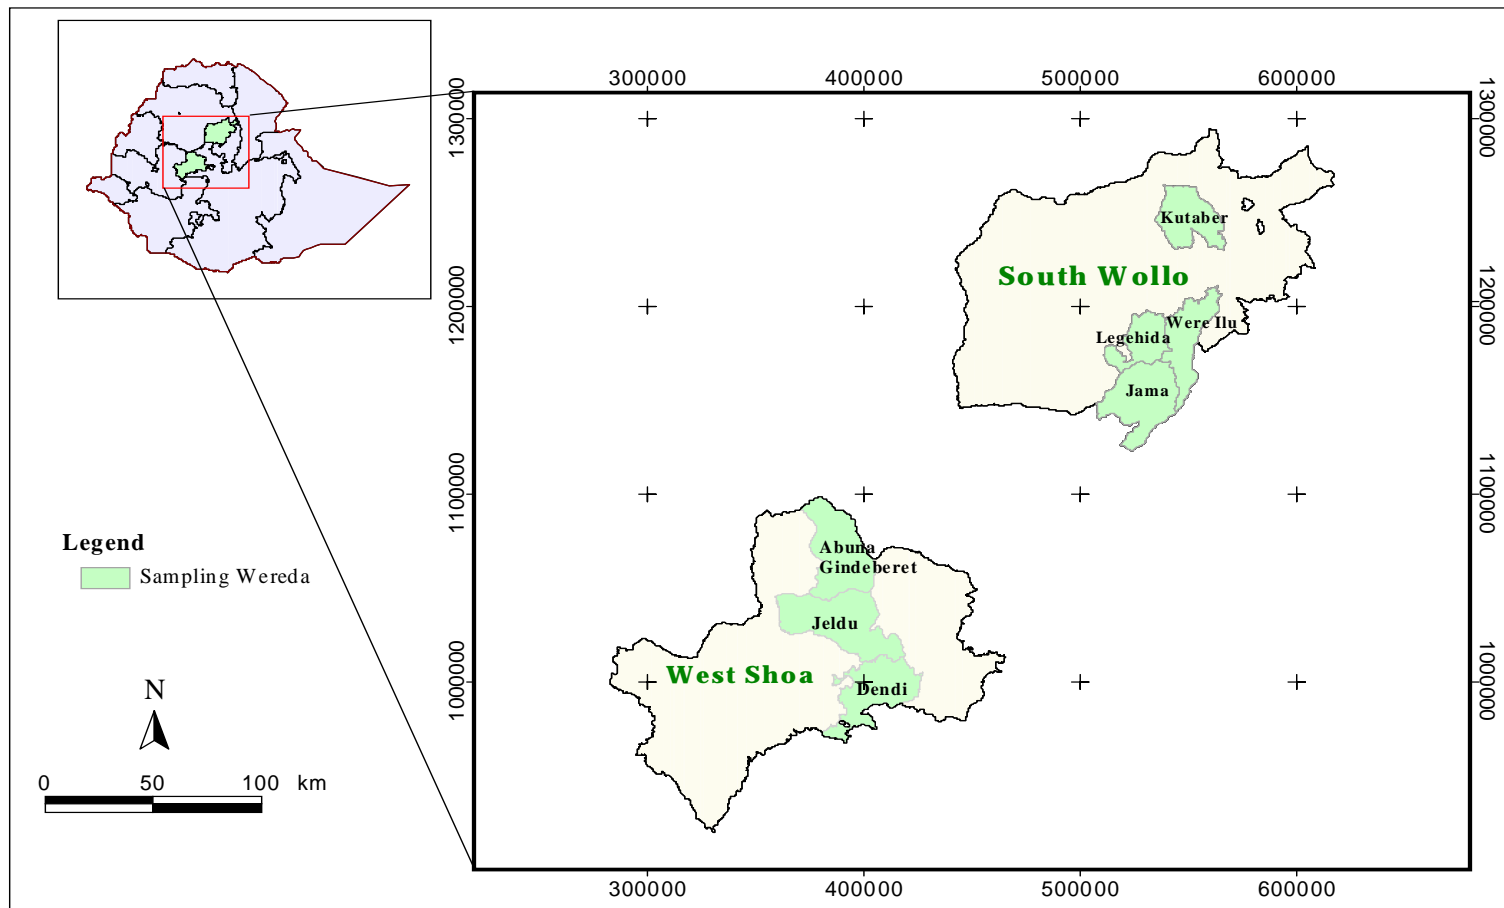 300000 400000 500000 600000
1300000
1300000
Kutaber
South Wollo
1200000
1200000
Were Ilu
Legehida
Jama
1100000
1100000
Legend
Sampling Wereda
Abuna
Gindeberet
Jeldu
West Shoa
Dendi
1000000
1000000
N
0 50 100 km
300000 400000 500000 600000